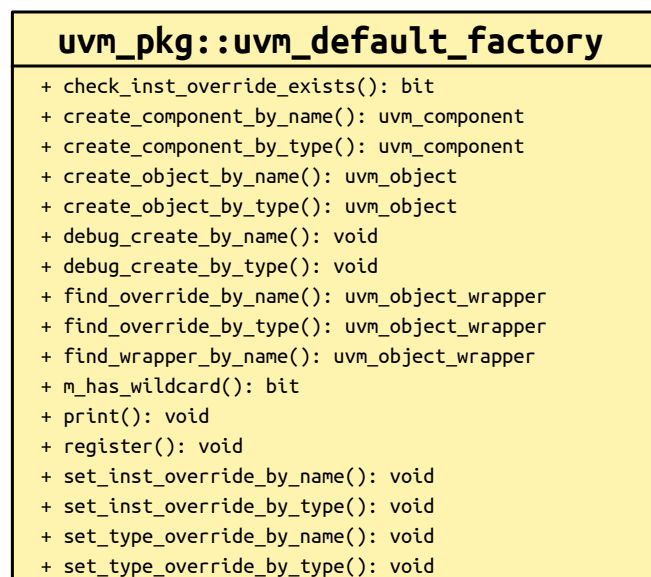 uvm_pkg::uvm_default_factory
+ check_inst_override_exists(): bit
+ create_component_by_name(): uvm_component
+ create_component_by_type(): uvm_component
+ create_object_by_name(): uvm_object
+ create_object_by_type(): uvm_object
+ debug_create_by_name(): void
+ debug_create_by_type(): void
+ find_override_by_name(): uvm_object_wrapper
+ find_override_by_type(): uvm_object_wrapper
+ find_wrapper_by_name(): uvm_object_wrapper
+ m_has_wildcard(): bit
+ print(): void
+ register(): void
+ set_inst_override_by_name(): void
+ set_inst_override_by_type(): void
+ set_type_override_by_name(): void
+ set_type_override_by_type(): void